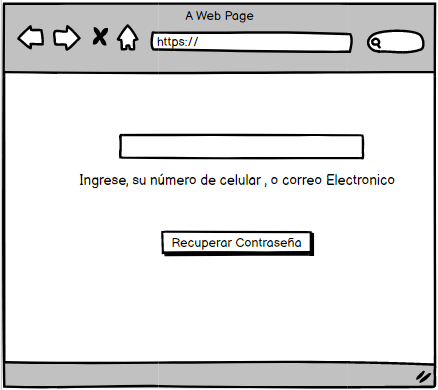 A Web Page
https://
Ingrese, su número de celular , o correo Electronico
Recuperar Contraseña